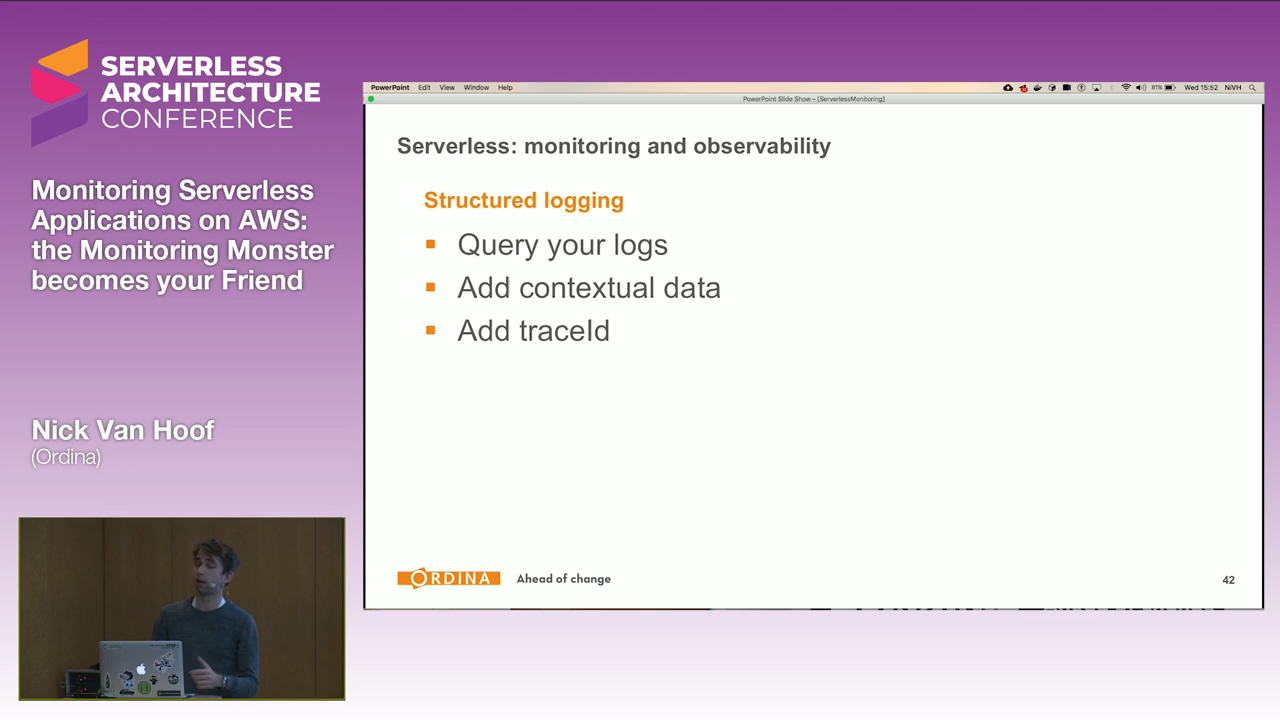 SERVERLESS
ARCHITECTURE
CONFERENCE
Monitoring Serverless
Applications on AWS:
the Monitoring Monster
becomes your Friend
Nick Van Hoof
(Ordina)
PowerPoint Edit View Window Help
81% Wed 15:52 NiVH
PowerPoint Slide Show - [ServerlessMonitoring]
Serverless: monitoring and observability
Structured logging
Query your logs
Add contextual data
Add traceId
ORDINA Ahead of change
42